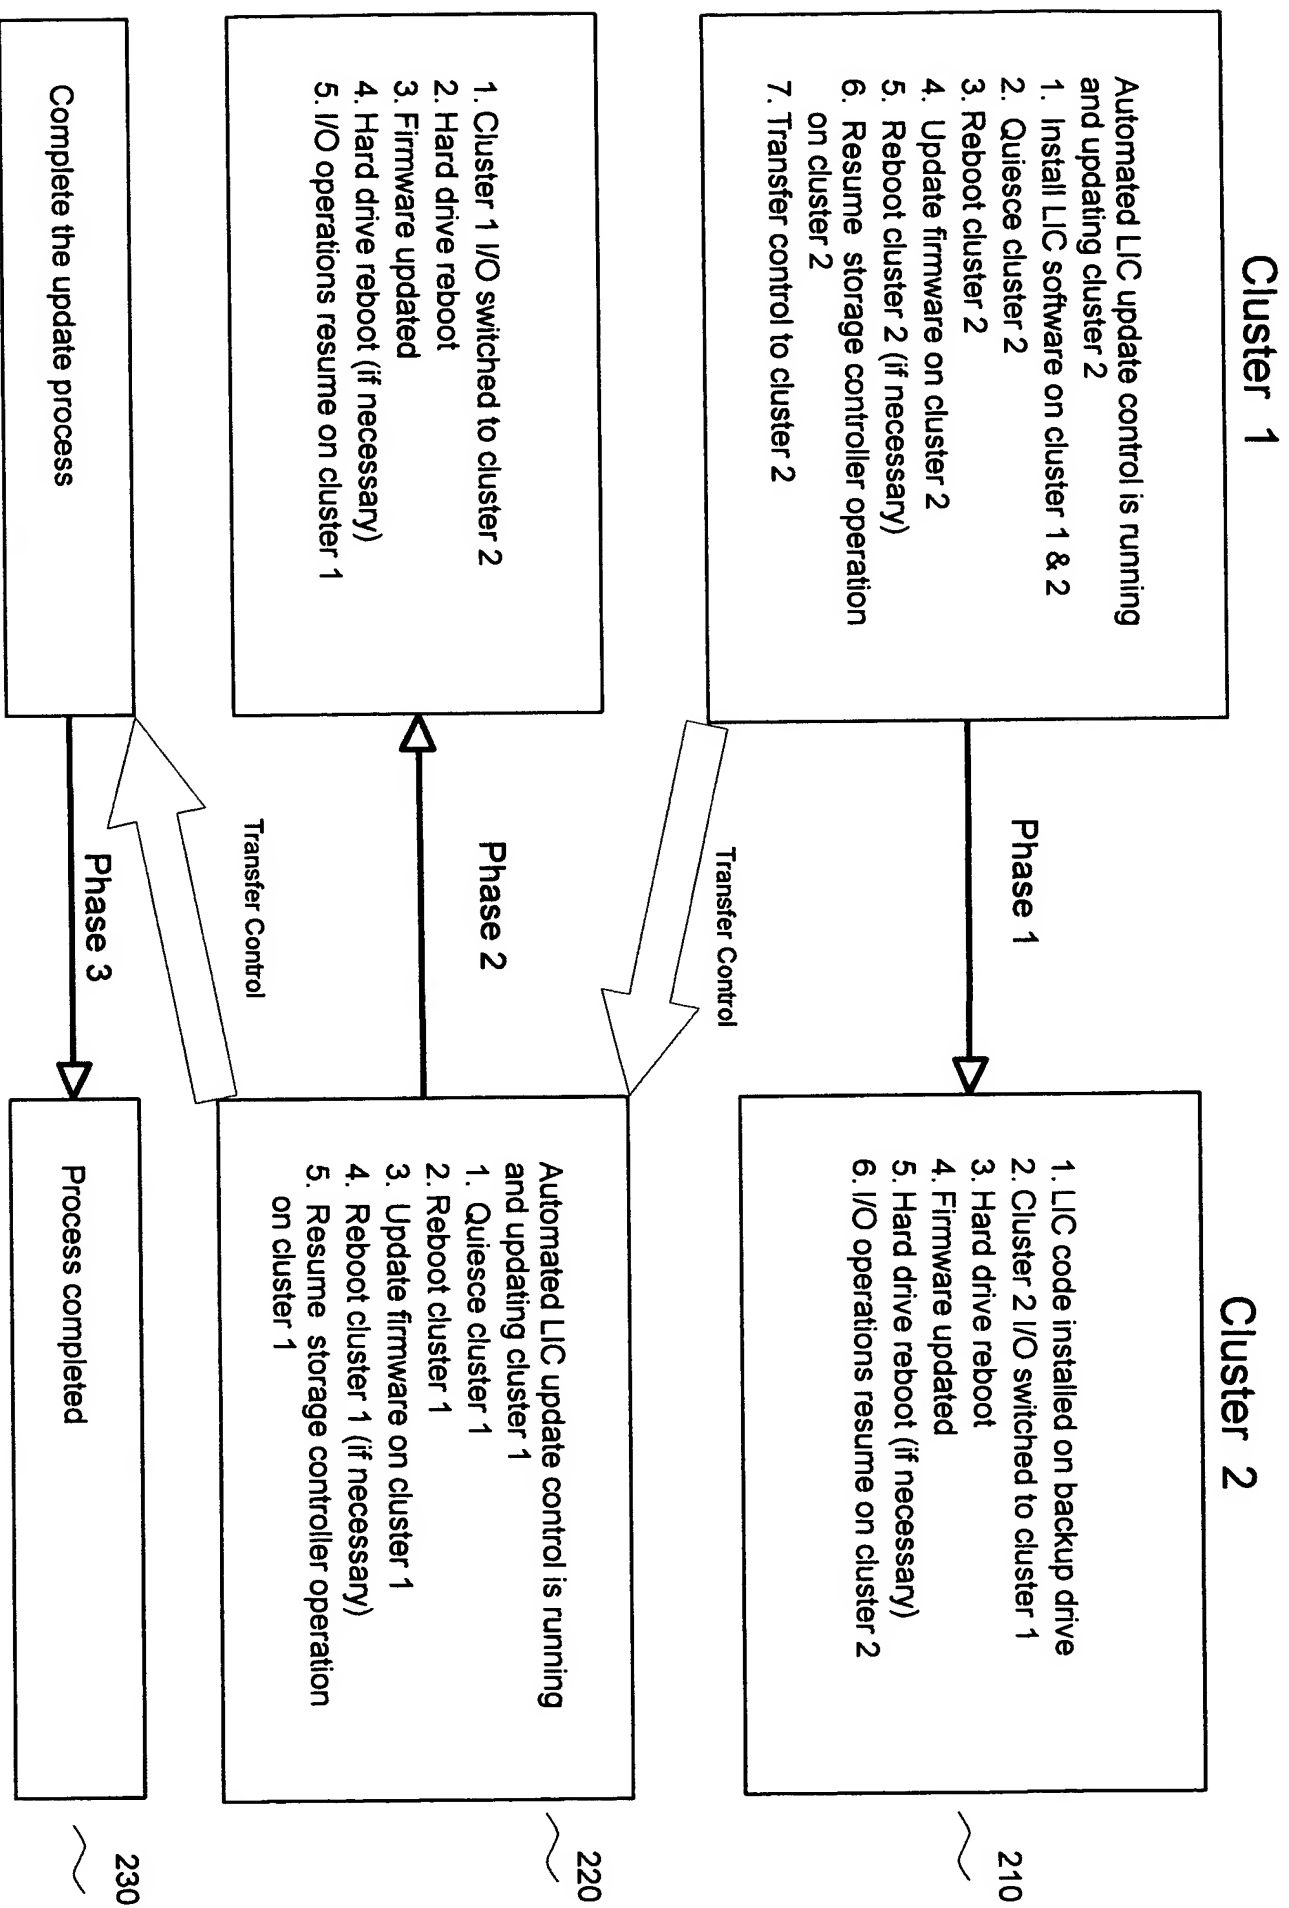 Cluster 1
Cluster 2
Automated LIC update control is running
and updating cluster 2
1. Install LIC software on cluster 1 & 2
2. Quiesce cluster 2
3. Reboot cluster 2
4. Update firmware on cluster 2
5. Reboot cluster 2 (if necessary)
6. Resume storage controller operation
on cluster 2
7. Transfer control to cluster 2
Phase 1
1. LIC code installed on backup drive
2. Cluster 2 I/O switched to cluster 1
3. Hard drive reboot
4. Firmware updated
5. Hard drive reboot (if necessary)
6. I/O operations resume on cluster 2
210
Transfer Control
1. Cluster 1 I/O switched to cluster 2
2. Hard drive reboot
3. Firmware updated
4. Hard drive reboot (if necessary)
5. I/O operations resume on cluster 1
Phase 2
Automated LIC update control is running
and updating cluster 1
1. Quiesce cluster 1
2. Reboot cluster 1
3. Update firmware on cluster 1
4. Reboot cluster 1 (if necessary)
5. Resume storage controller operation
on cluster 1
220
Transfer Control
Complete the update process
Phase 3
Process completed
230